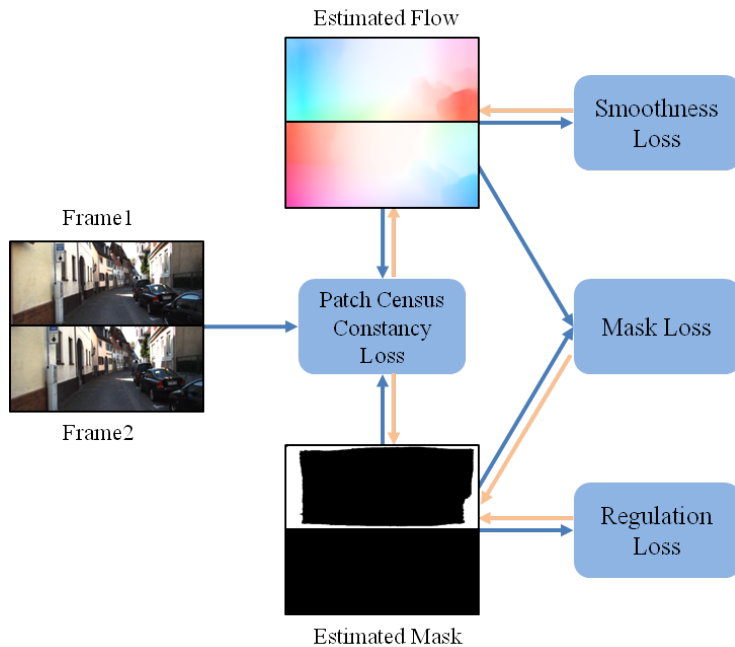 Estimated Flow
Smoothness
Loss
Frame1
Patch Census
Constancy
Loss
Mask Loss
Frame2
Regulation
Loss
Estimated Mask